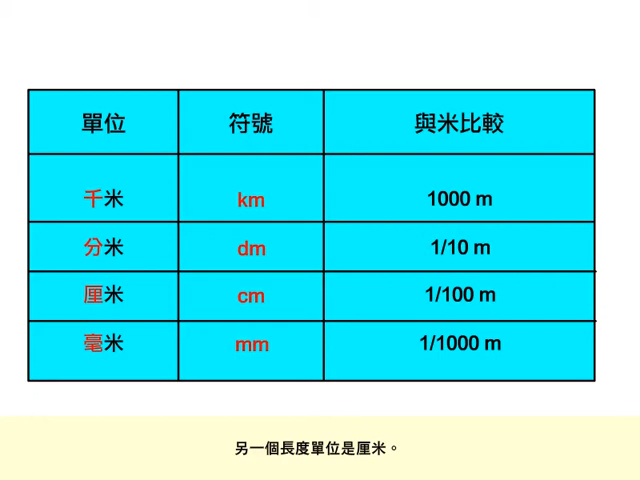 單位 符號 與米比較
千米 km 1000 m
分米 dm 1/10 m
厘米 cm 1/100 m
毫米 mm 1/1000 m
另一個長度單位是厘米。